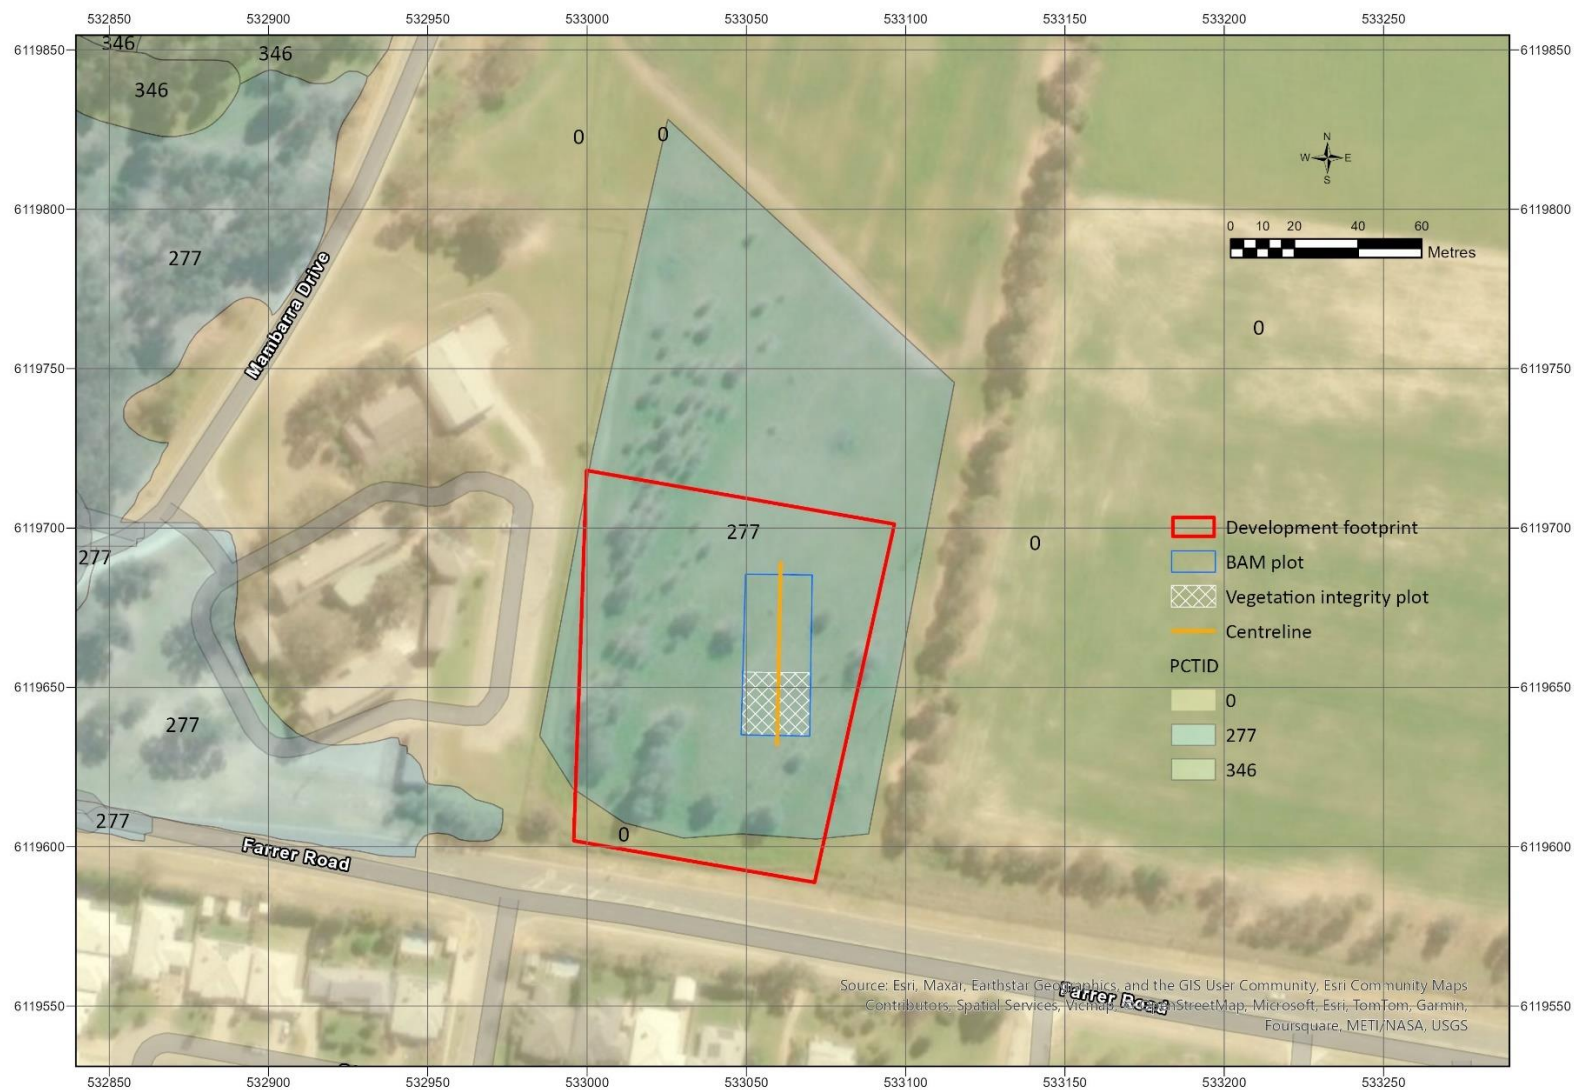 532850 532900 532950 533000 533050 533100 533150 533200 533250
6119850 6119850
346
346
346
0 0
N
W E
S
6119800 6119800
0 10 20 40 60
Metres
277
Mambarra Drive
0
6119750 6119750
6119700 6119700
277
0
277
Development footprint
BAM plot
Vegetation integrity plot
Centreline
PCTID
0
277
346
6119650 6119650
277
277
0
6119600 6119600
Farrer Road
Source: Esri, Maxar, Earthstar Geographics, and the GIS User Community, Esri Community Maps
Contributors, Spatial Services, Vicmap, © OpenStreetMap, Microsoft, Esri, TomTom, Garmin,
Foursquare, METI/NASA, USGS
Farrer Road
6119550 6119550
532850 532900 532950 533000 533050 533100 533150 533200 533250